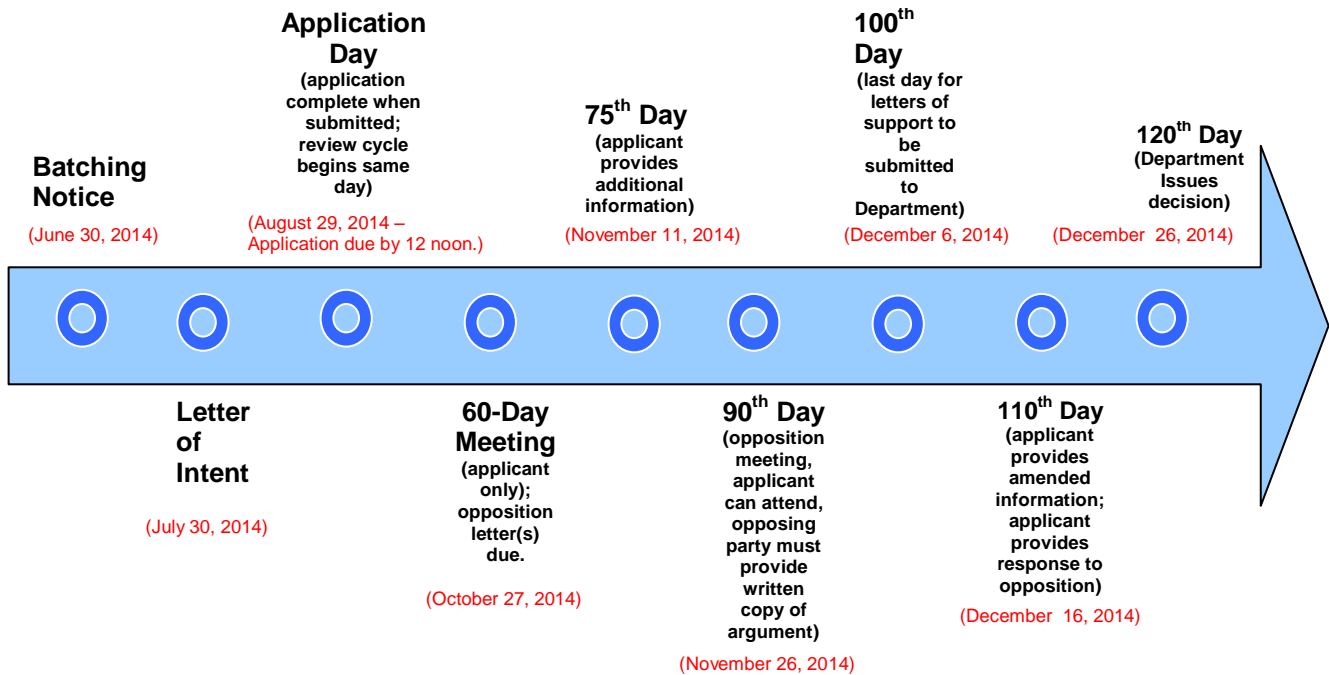 Batching
Notice
(June 30, 2014)
Letter
of
Intent
(July 30, 2014)
Application
Day
(application
complete when
submitted;
review cycle
begins same
day)
(August 29, 2014 –
Application due by 12 noon.)
60-Day
Meeting
(applicant
only);
opposition
letter(s)
due.
(October 27, 2014)
75th Day
(applicant
provides
additional
information)
(November 11, 2014)
90th Day
(opposition
meeting,
applicant
can attend,
opposing
party must
provide
written
copy of
argument)
(November 26, 2014)
100th
Day
(last day for
letters of
support to
be
submitted
to
Department)
(December 6, 2014)
110th Day
(applicant
provides
amended
information;
applicant
provides
response to
opposition)
(December 16, 2014)
120th Day
(Department
Issues
decision)
(December 26, 2014)